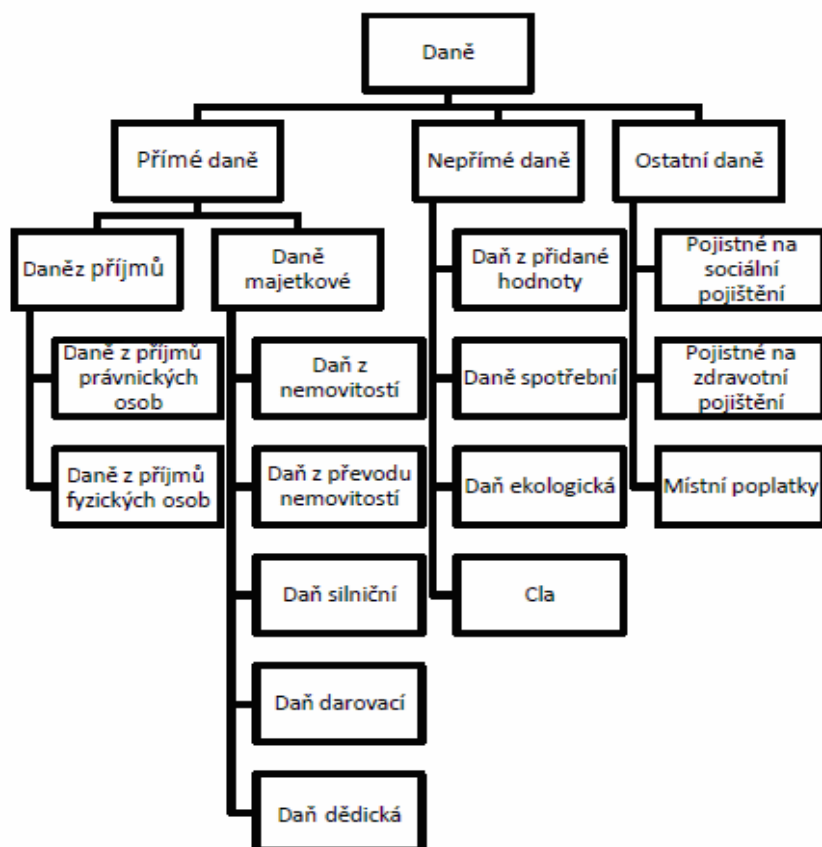 Daně
Přímé daně
Nepřímé daně
Ostatní daně
Daněz příjmů
Daně
majetkové
Daň z přidané
hodnoty
Pojistné na
sociální
pojištění
Daně z příjmů
právnických
osob
Daň z
nemovitostí
Daně spotřební
Pojistné na
zdravotní
pojištění
Daně z příjmů
fyzických osob
Daň z převodu
nemovitostí
Daň ekologická
Místní poplatky
Daň silniční
Cla
Daň darovací
Daň dědická